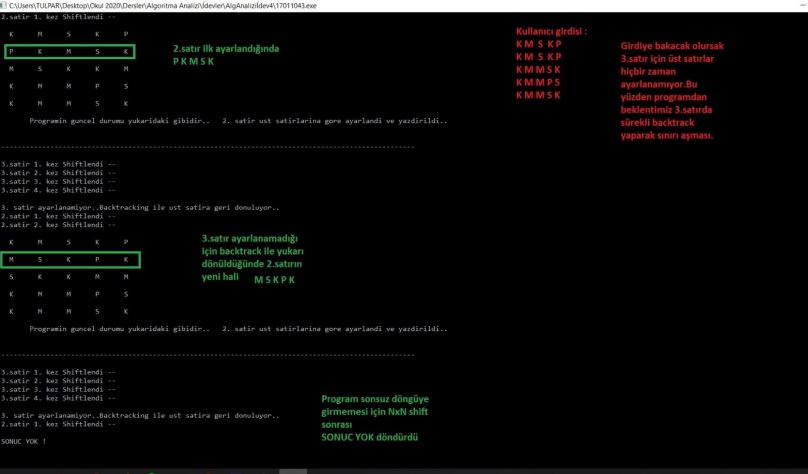 C:\Users\TULPAR\Desktop\Okul 2020\Dersler\Algoritma Analizi\İdevler\AlgAnaliziİdev4\17011043.exe
2.satir 1. kez Shiftlendi --
K M S K P
P K M S K
M S K K M
K M M P S
K M M S K
Programin guncel durumu yukaridaki gibidir.. 2. satir ust satirlarina gore ayarlandi ve yazdirildi..
2.satır ilk ayarlandığında
P K M S K
Kullanıcı girdisi :
K M S K P
K M S K P
K M M S K
K M M P S
K M M S K
Girdiye bakacak olursak
3.satır için üst satırlar
hiçbir zaman
ayarlanamıyor.Bu
yüzden programdan
beklentimiz 3.satırda
sürekli backtrack
yaparak sınırı aşması.
--------------------------------------------------------------------------------
3.satir 1. kez Shiftlendi --
3.satir 2. kez Shiftlendi --
3.satir 3. kez Shiftlendi --
3.satir 4. kez Shiftlendi --
3. satir ayarlanamiyor..Backtracking ile ust satira geri donuluyor..
2.satir 1. kez Shiftlendi --
2.satir 2. kez Shiftlendi --
K M S K P
M S K P K
S K K M M
K M M P S
K M M S K
Programin guncel durumu yukaridaki gibidir.. 2. satir ust satirlarina gore ayarlandi ve yazdirildi..
3.satır ayarlanamadığı
için backtrack ile yukarı
dönüldüğünde 2.satırın
yeni hali M S K P K
--------------------------------------------------------------------------------
3.satir 1. kez Shiftlendi --
3.satir 2. kez Shiftlendi --
3.satir 3. kez Shiftlendi --
3.satir 4. kez Shiftlendi --
3. satir ayarlanamiyor..Backtracking ile ust satira geri donuluyor..
2.satir 1. kez Shiftlendi --
SONUC YOK !
Program sonsuz döngüye
girmemesi için NxN shift
sonrası
SONUC YOK döndürdü